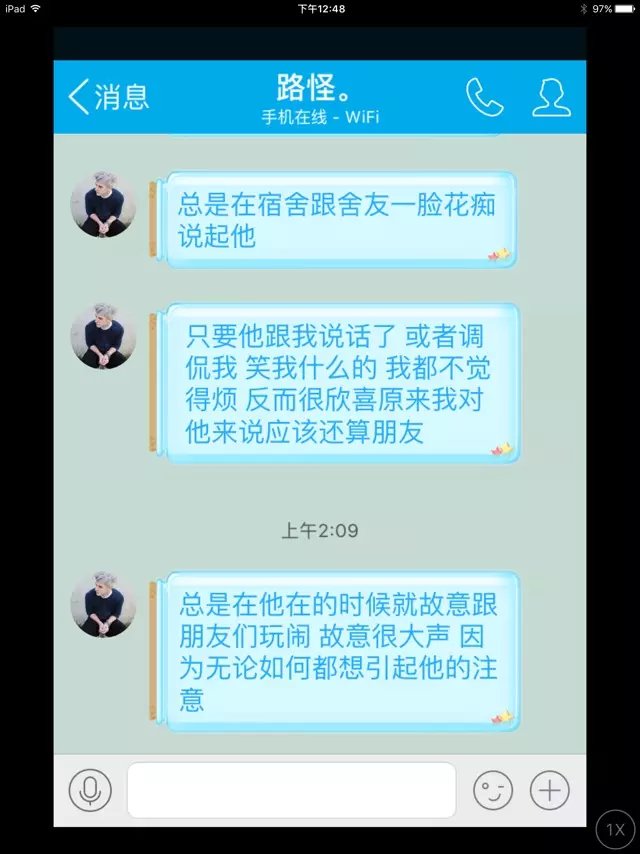 iPad 下午12:48 97%
消息 路怪。
手机在线 - WiFi
总是在宿舍跟舍友一脸花痴
说起他
只要他跟我说话了 或者调
侃我 笑我什么的 我都不觉
得烦 反而很欣喜原来我对
他来说应该还算朋友
上午2:09
总是在他在的时候就故意跟
朋友们玩闹 故意很大声 因
为无论如何都想引起他的注
意
1X